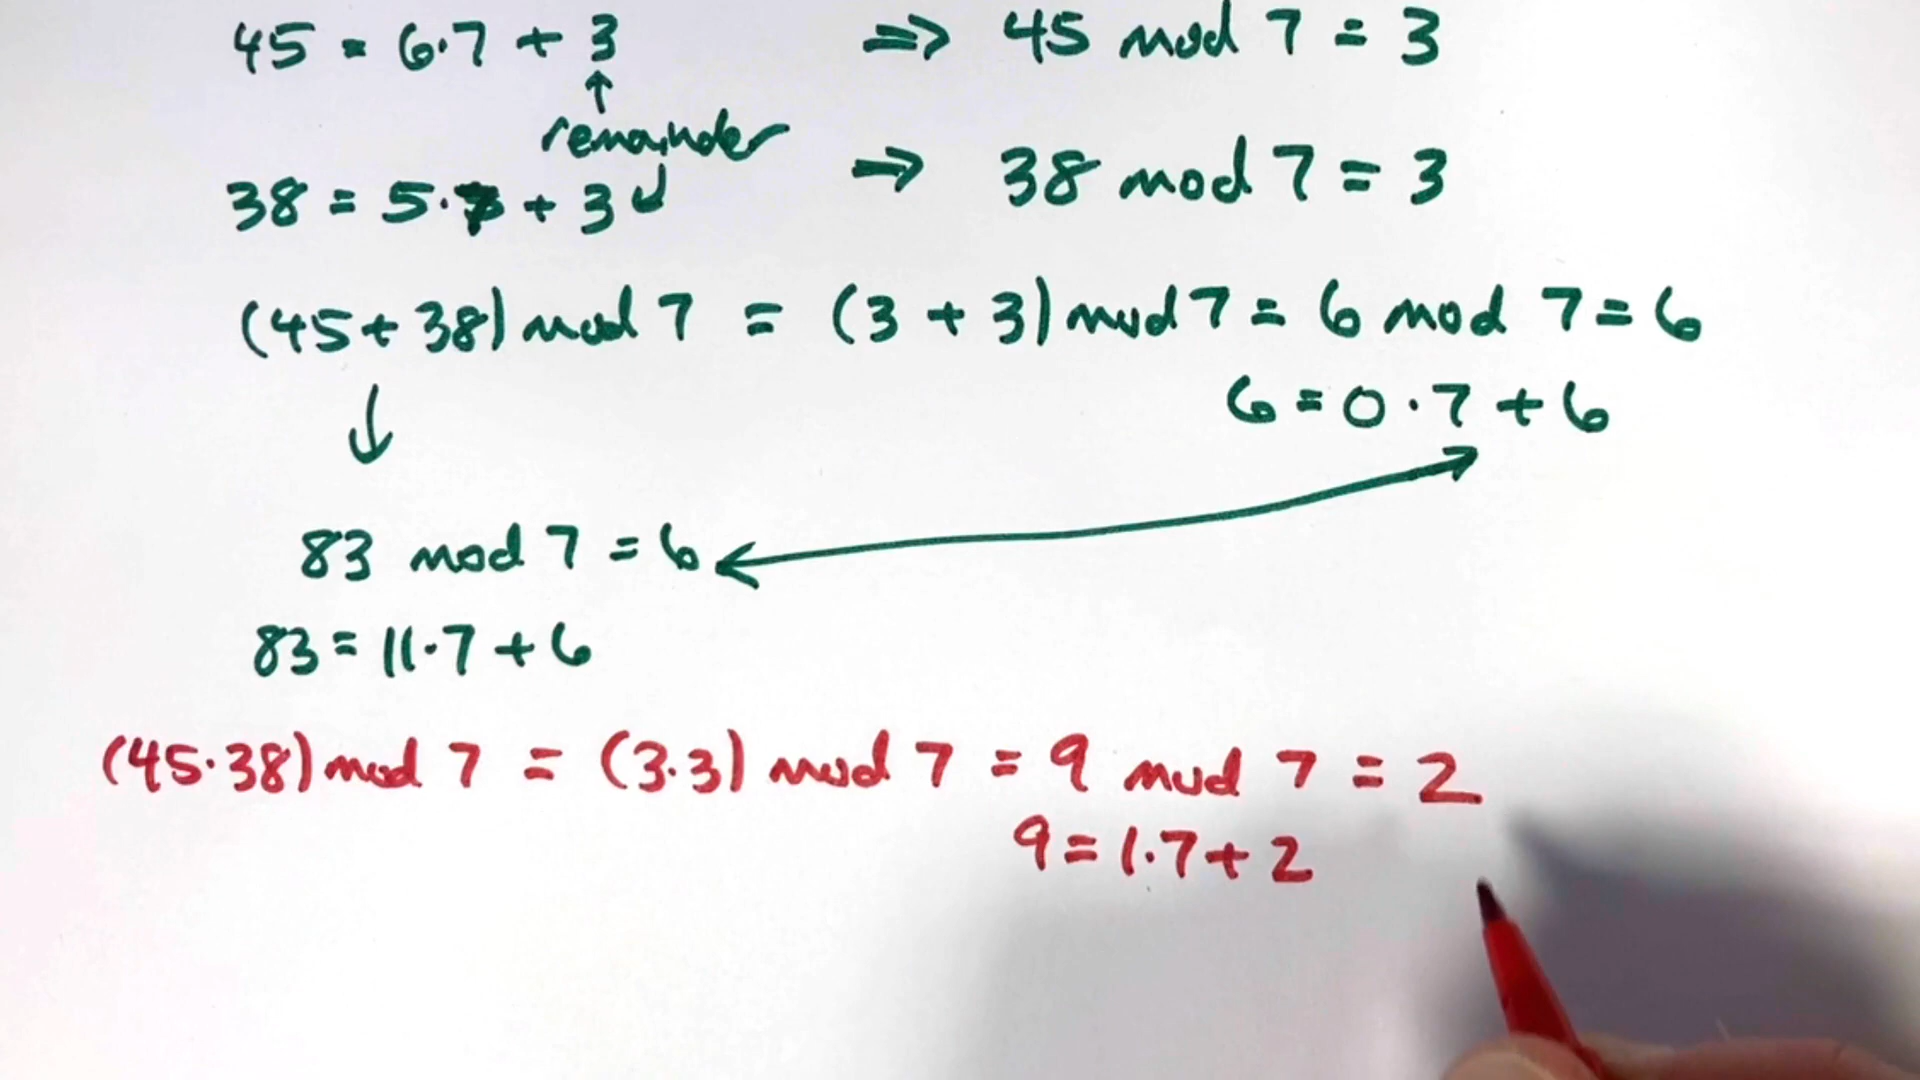 45 = 6·7 + 3 ⇒ 45 mod 7 = 3
↑
remainder
38 = 5·7 + 3 ⇒ 38 mod 7 = 3
(45 + 38) mod 7 = (3 + 3) mod 7 = 6 mod 7 = 6
↓ 6 = 0·7 + 6
83 mod 7 = 6
83 = 11·7 + 6
(45·38) mod 7 = (3·3) mod 7 = 9 mod 7 = 2
9 = 1·7 + 2